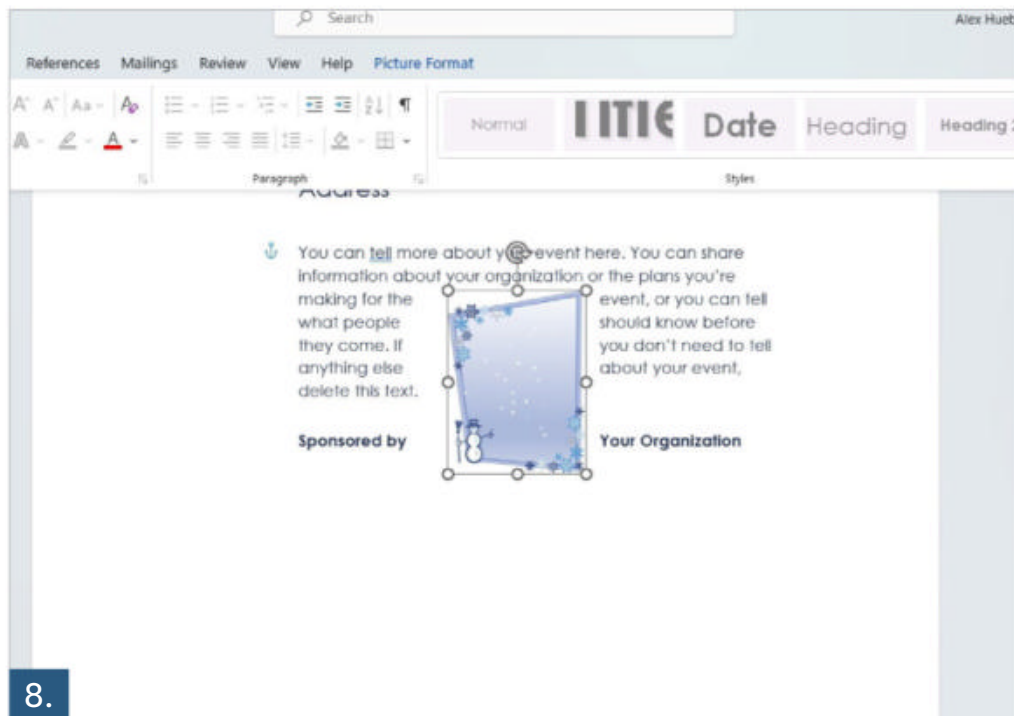 Search
Alex Hueb
References Mailings Review View Help Picture Format
Aa
A
Normal
Date
Heading
Heading 2
Paragraph
Styles
Address
You can tell more about your event here. You can share
information about your organization or the plans you're
making for the event, or you can tell
what people should know before
they come. If you don't need to tell
anything else about your event,
delete this text.
Sponsored by Your Organization
8.